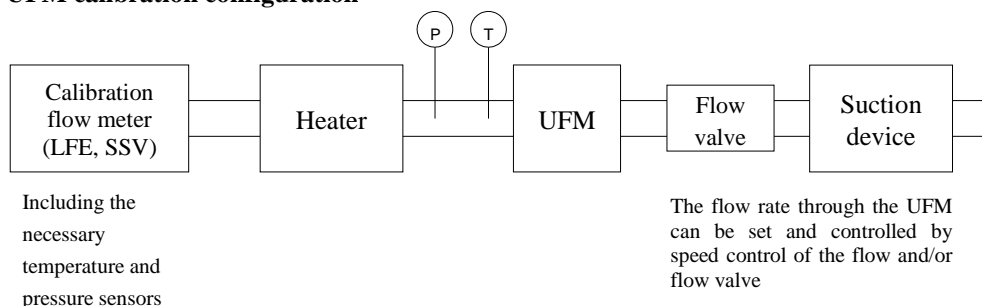 UFM calibration configuration
P
T
Calibration
flow meter
(LFE, SSV)
Heater
UFM
Flow
valve
Suction
device
Including the
necessary
temperature and
pressure sensors
The flow rate through the UFM
can be set and controlled by
speed control of the flow and/or
flow valve